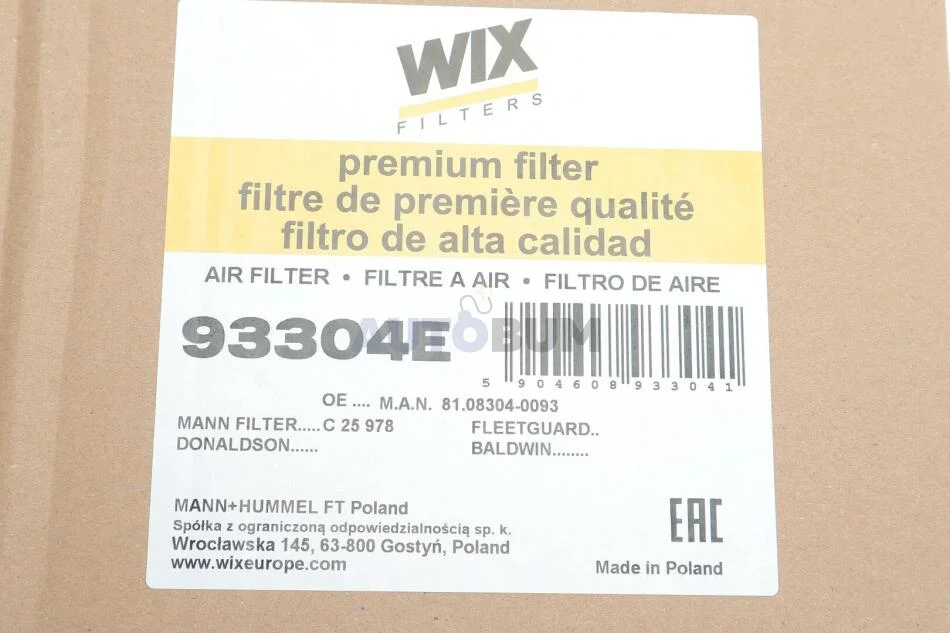 WIX
FILTERS
premium filter
filtre de première qualité
filtro de alta calidad
AIR FILTER • FILTRE A AIR • FILTRO DE AIRE
93304E
AUTOBUM
5 904608 933041
OE .... M.A.N. 81.08304-0093
MANN FILTER.....C 25 978
FLEETGUARD..
DONALDSON......
BALDWIN........
MANN+HUMMEL FT Poland
Spółka z ograniczoną odpowiedzialnością sp. k.
Wrocławska 145, 63-800 Gostyń, Poland
www.wixeurope.com
EAC
Made in Poland